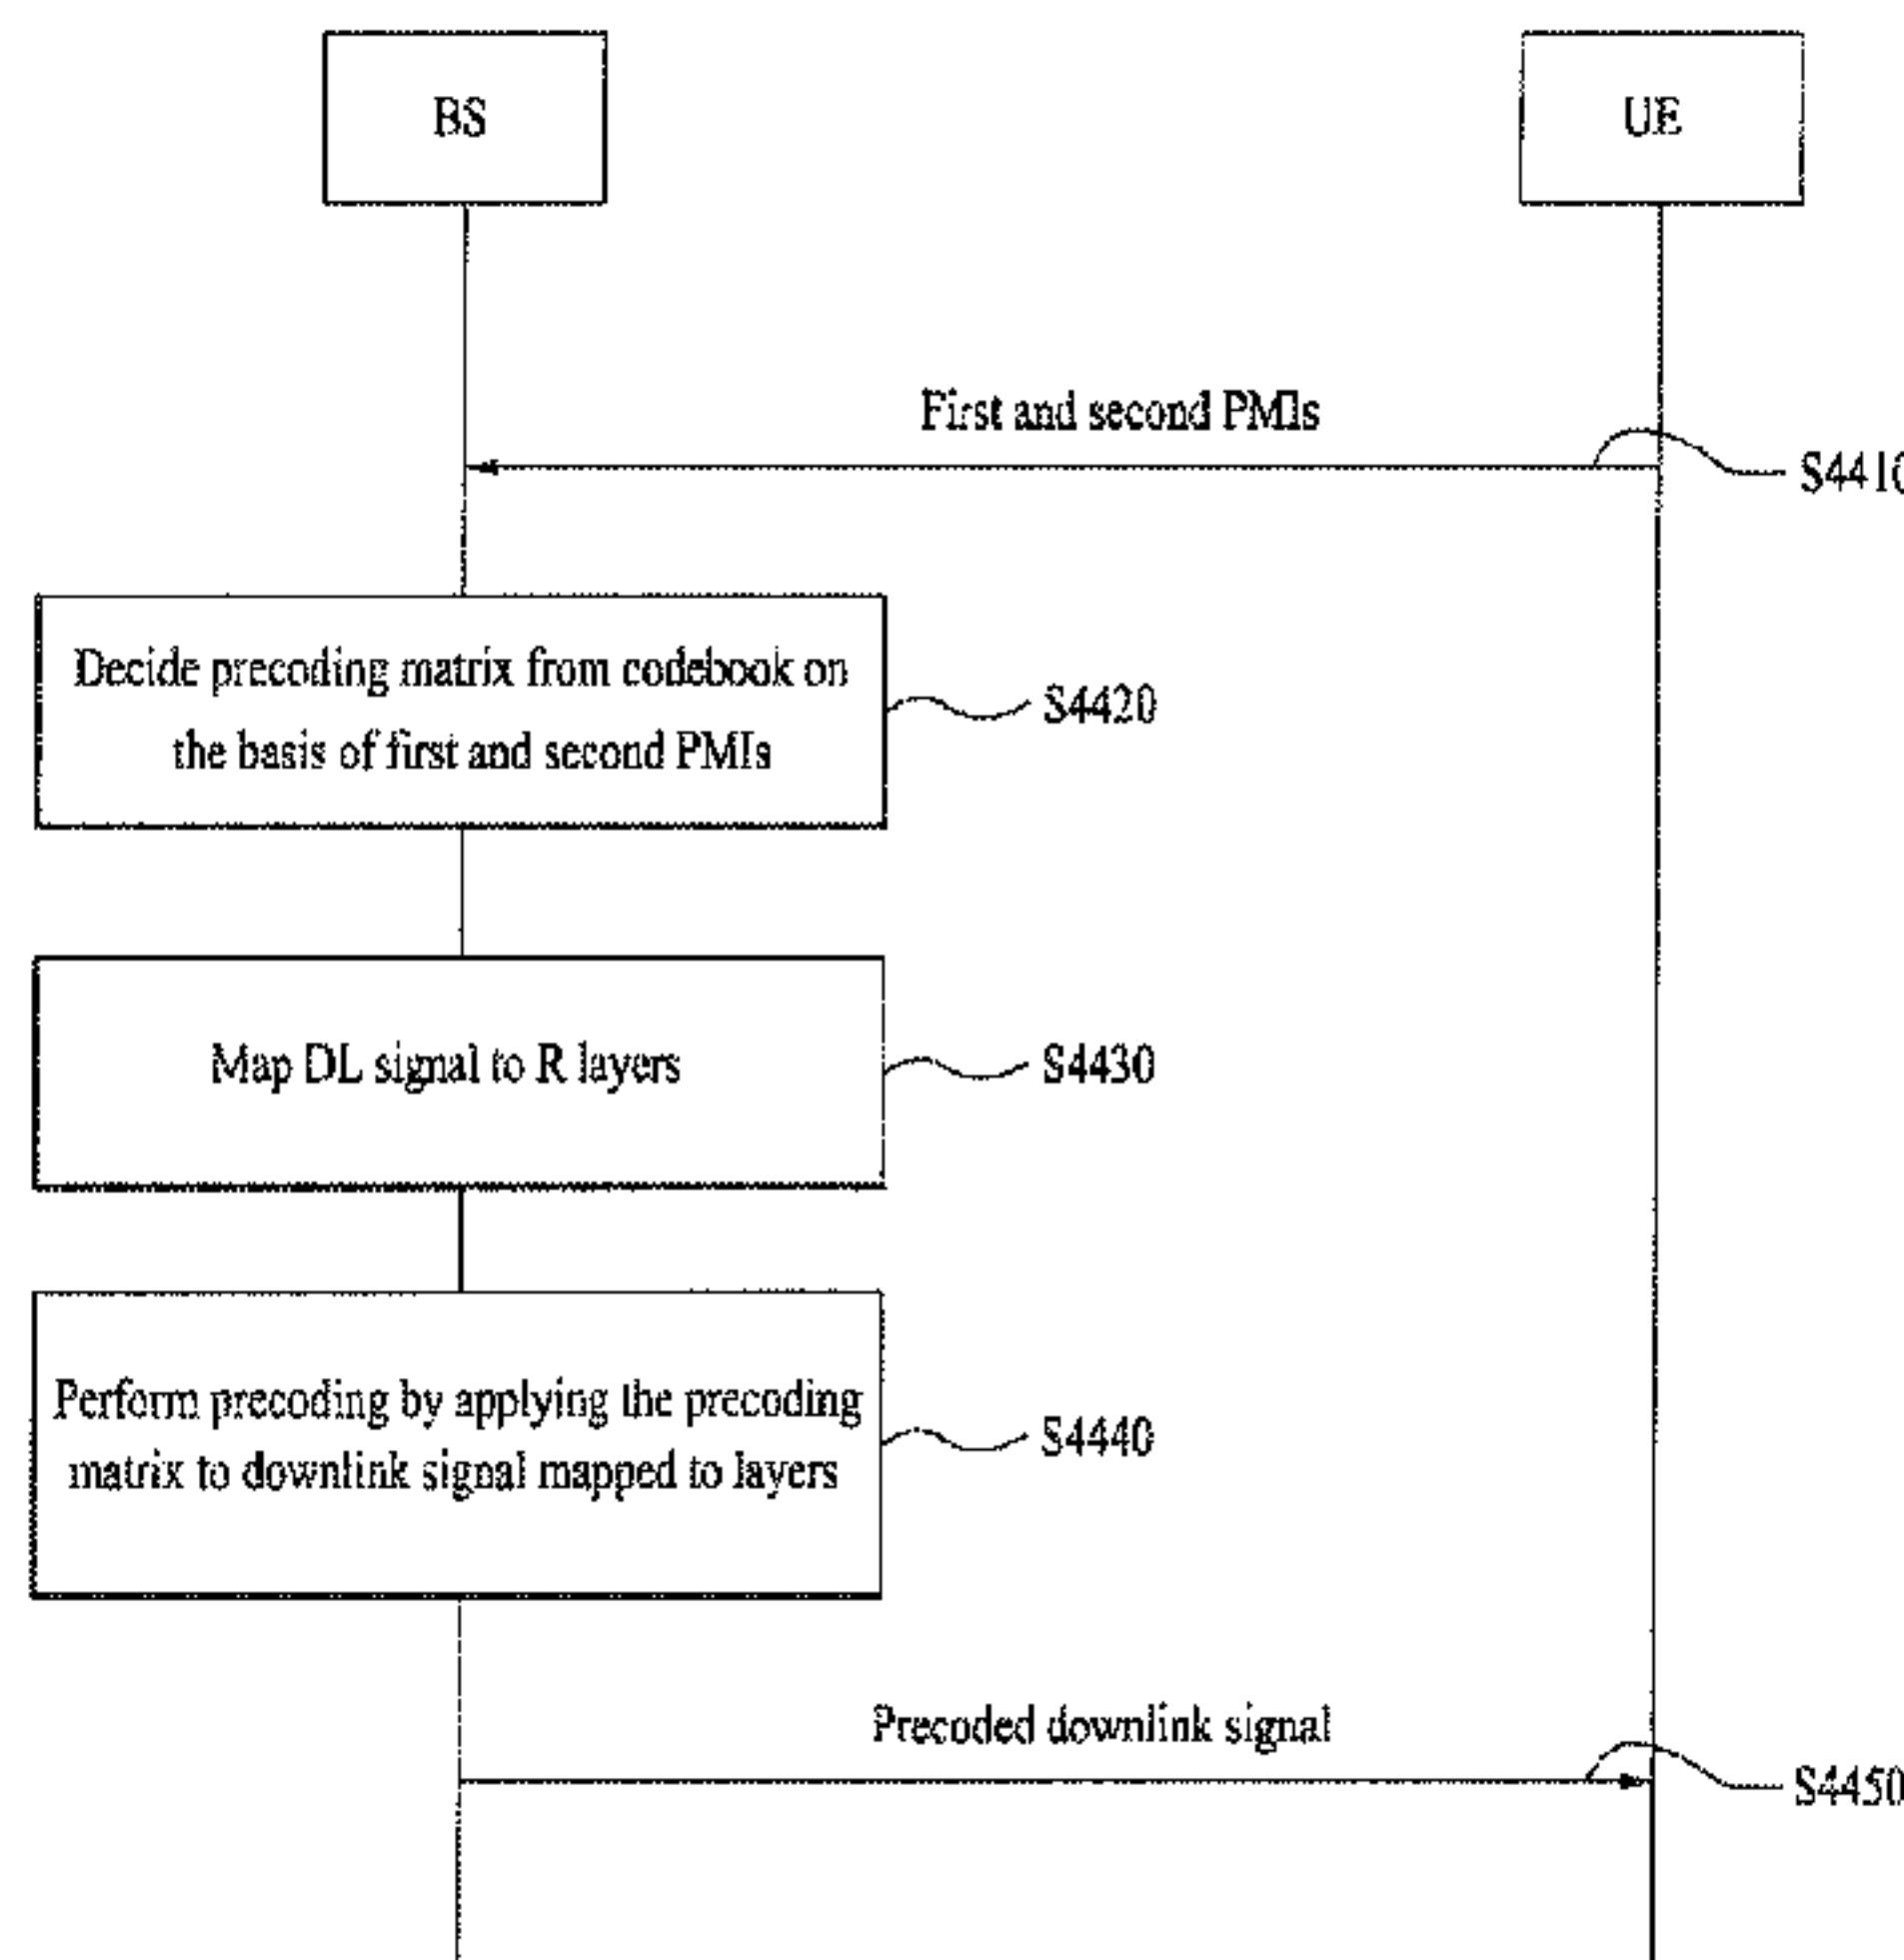 BS
UE
First and second PMIs
S4410
Decide precoding matrix from codebook on
the basis of first and second PMIs
S4420
Map DL signal to R layers
S4430
Perform precoding by applying the precoding
matrix to downlink signal mapped to layers
S4440
Precoded downlink signal
S4450